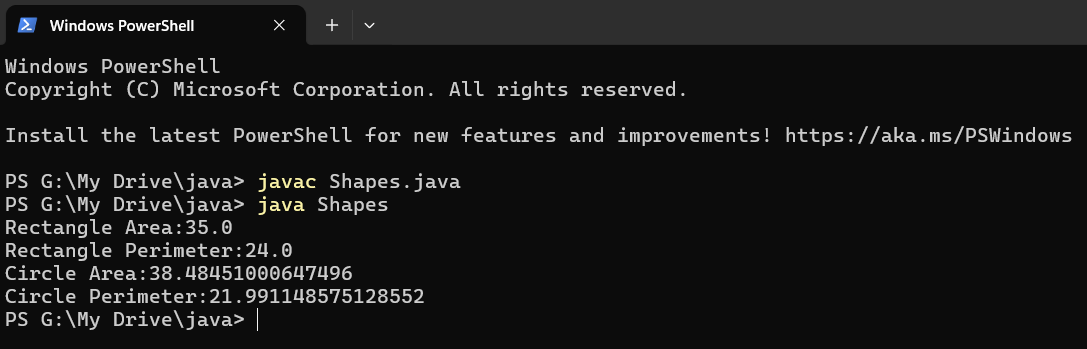 Windows PowerShell
Windows PowerShell
Copyright (C) Microsoft Corporation. All rights reserved.
Install the latest PowerShell for new features and improvements! https://aka.ms/PSWindows
PS G:\My Drive\java> javac Shapes.java
PS G:\My Drive\java> java Shapes
Rectangle Area:35.0
Rectangle Perimeter:24.0
Circle Area:38.48451000647496
Circle Perimeter:21.991148575128552
PS G:\My Drive\java>